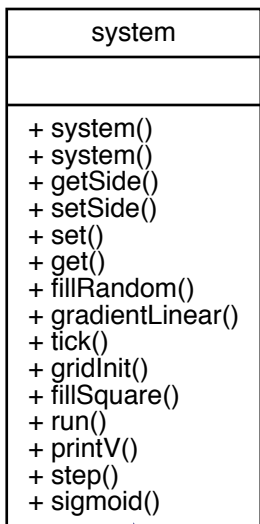 system
+ system()
+ system()
+ getSide()
+ setSide()
+ set()
+ get()
+ fillRandom()
+ gradientLinear()
+ tick()
+ gridInit()
+ fillSquare()
+ run()
+ printV()
+ step()
+ sigmoid()